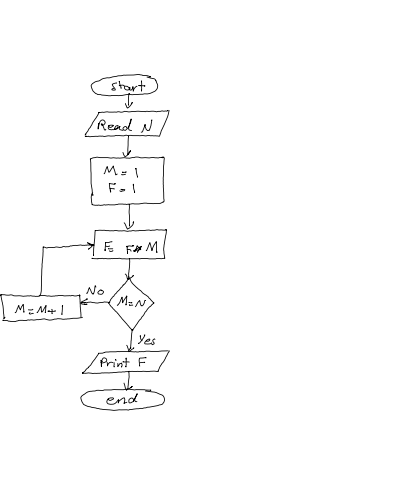 start
Read N
M = 1
F = 1
F= F*M
M=N
No
M=M+1
Yes
Print F
end